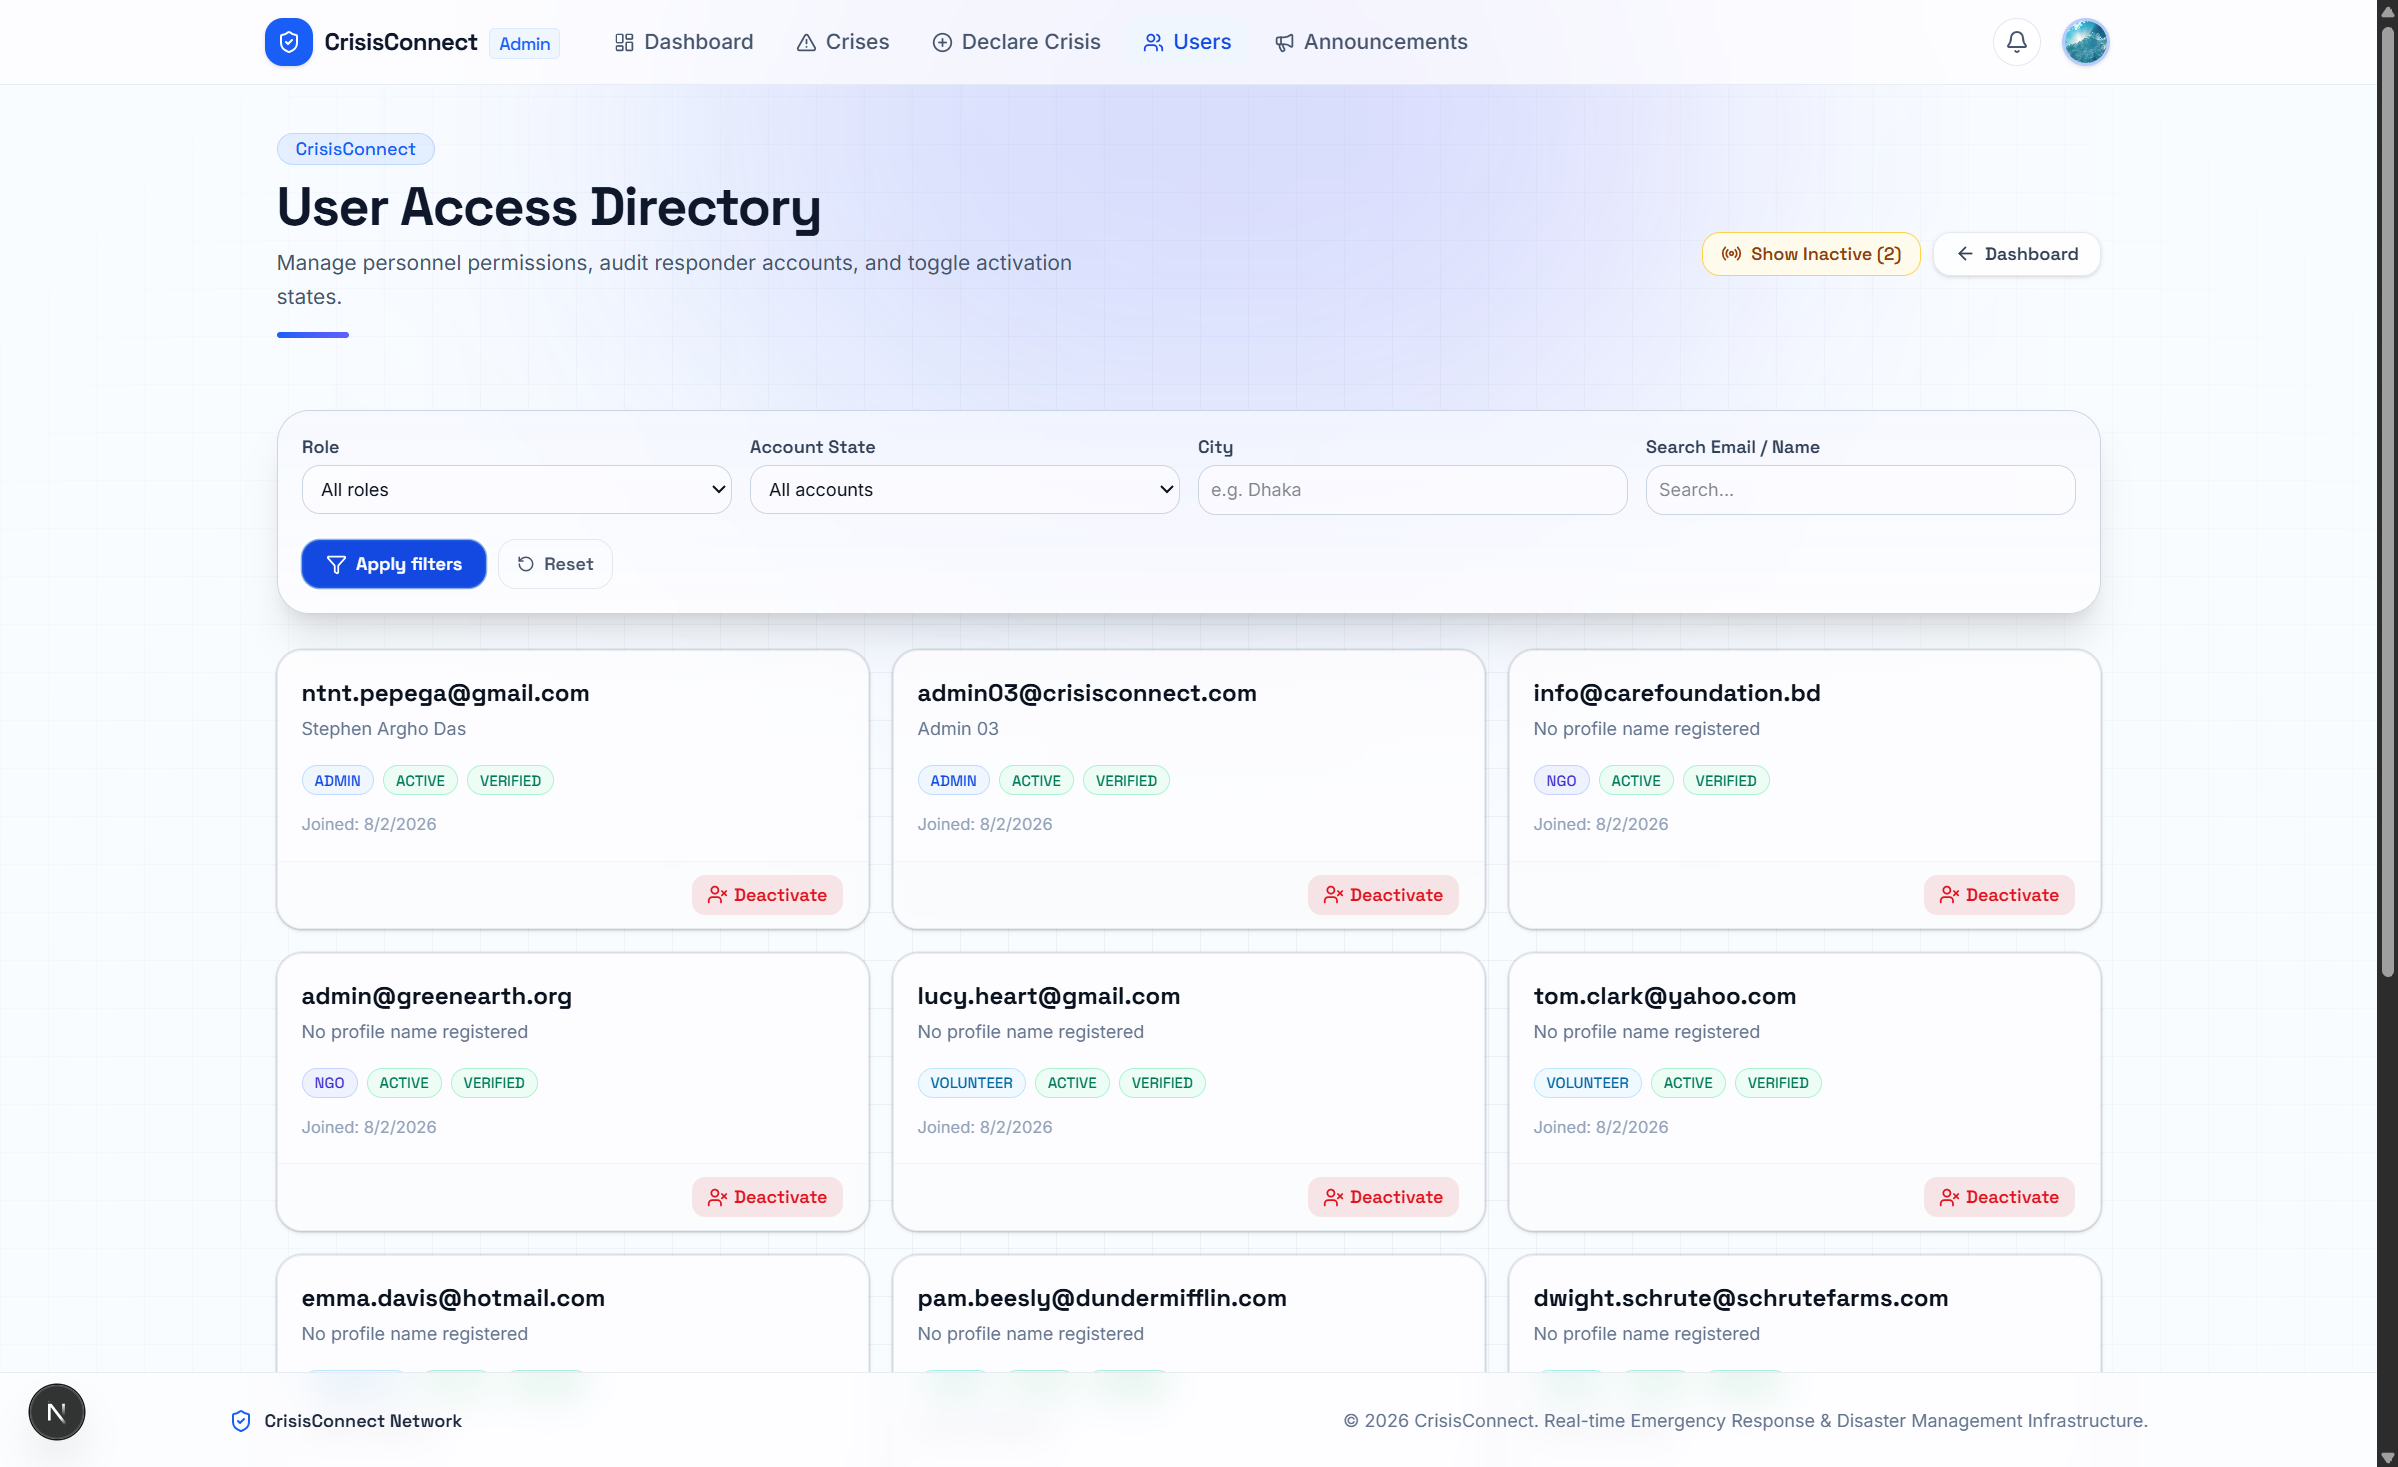 CrisisConnect Admin Dashboard Crises Declare Crisis Users Announcements
CrisisConnect
User Access Directory
Manage personnel permissions, audit responder accounts, and toggle activation
states.
Show Inactive (2) Dashboard
Role Account State City Search Email / Name
All roles All accounts e.g. Dhaka Search...
Apply filters Reset
ntnt.pepega@gmail.com
Stephen Argho Das
ADMIN ACTIVE VERIFIED
Joined: 8/2/2026
Deactivate
admin03@crisisconnect.com
Admin 03
ADMIN ACTIVE VERIFIED
Joined: 8/2/2026
Deactivate
info@carefoundation.bd
No profile name registered
NGO ACTIVE VERIFIED
Joined: 8/2/2026
Deactivate
admin@greenearth.org
No profile name registered
NGO ACTIVE VERIFIED
Joined: 8/2/2026
Deactivate
lucy.heart@gmail.com
No profile name registered
VOLUNTEER ACTIVE VERIFIED
Joined: 8/2/2026
Deactivate
tom.clark@yahoo.com
No profile name registered
VOLUNTEER ACTIVE VERIFIED
Joined: 8/2/2026
Deactivate
emma.davis@hotmail.com
No profile name registered
pam.beesly@dundermifflin.com
No profile name registered
dwight.schrute@schrutefarms.com
No profile name registered
N
CrisisConnect Network
© 2026 CrisisConnect. Real-time Emergency Response & Disaster Management Infrastructure.